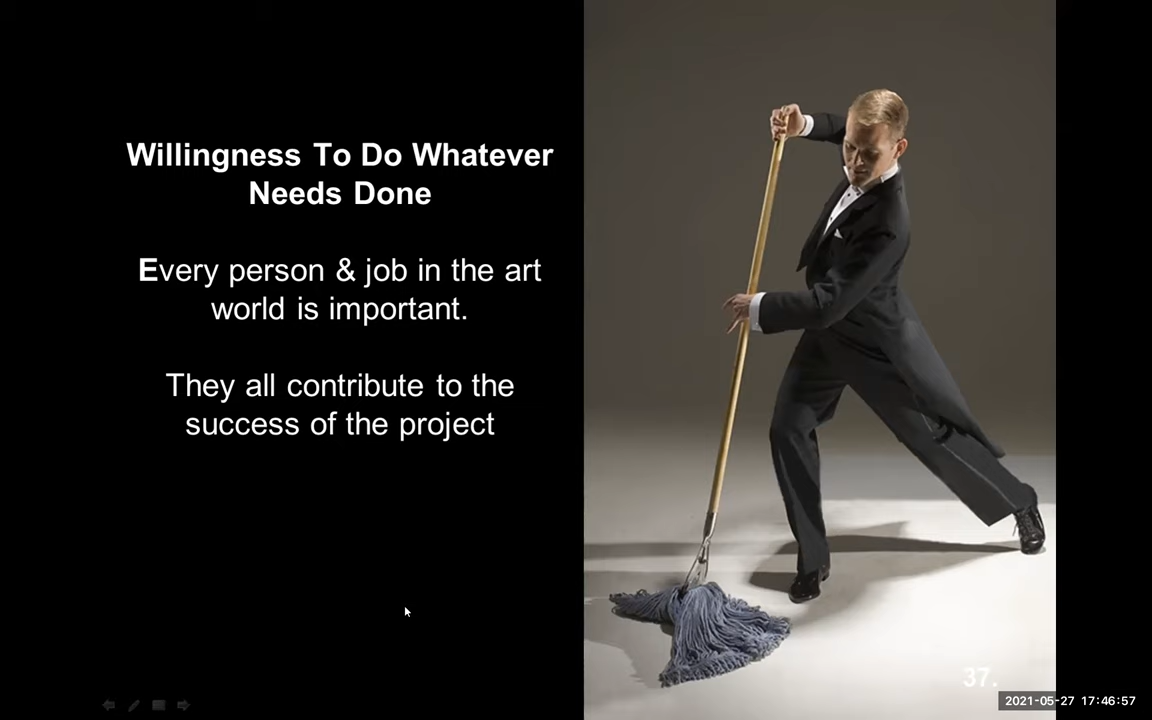 Willingness To Do Whatever
Needs Done
Every person & job in the art
world is important.
They all contribute to the
success of the project
37.
2021-05-27 17:46:57